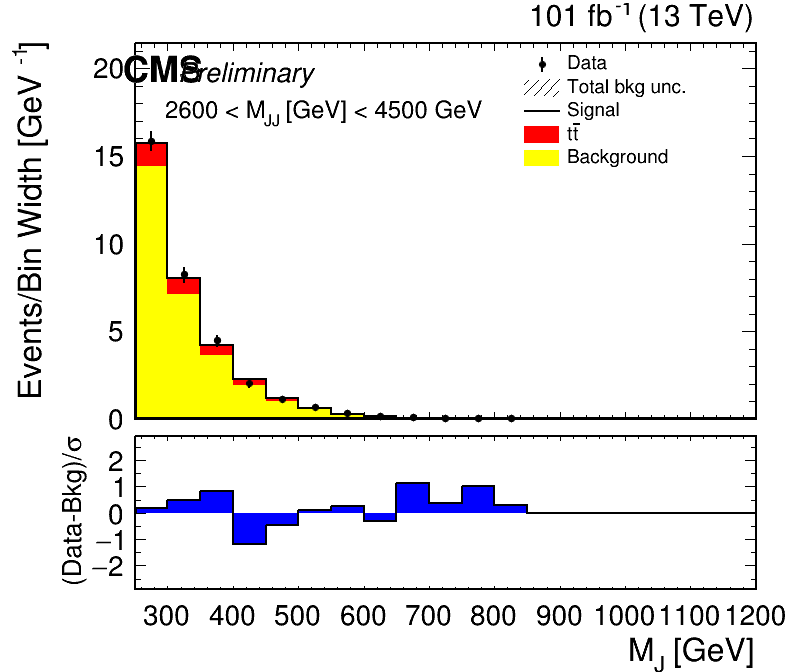 101 fb⁻¹ (13 TeV)
CMS Preliminary
2600 < M_JJ [GeV] < 4500 GeV
Data
Total bkg unc.
Signal
tt̄
Background
Events/Bin Width [GeV⁻¹]
20
15
10
5
0
(Data-Bkg)/σ
2
1
0
−1
−2
300 400 500 600 700 800 900 1000 1100 1200
M_J [GeV]